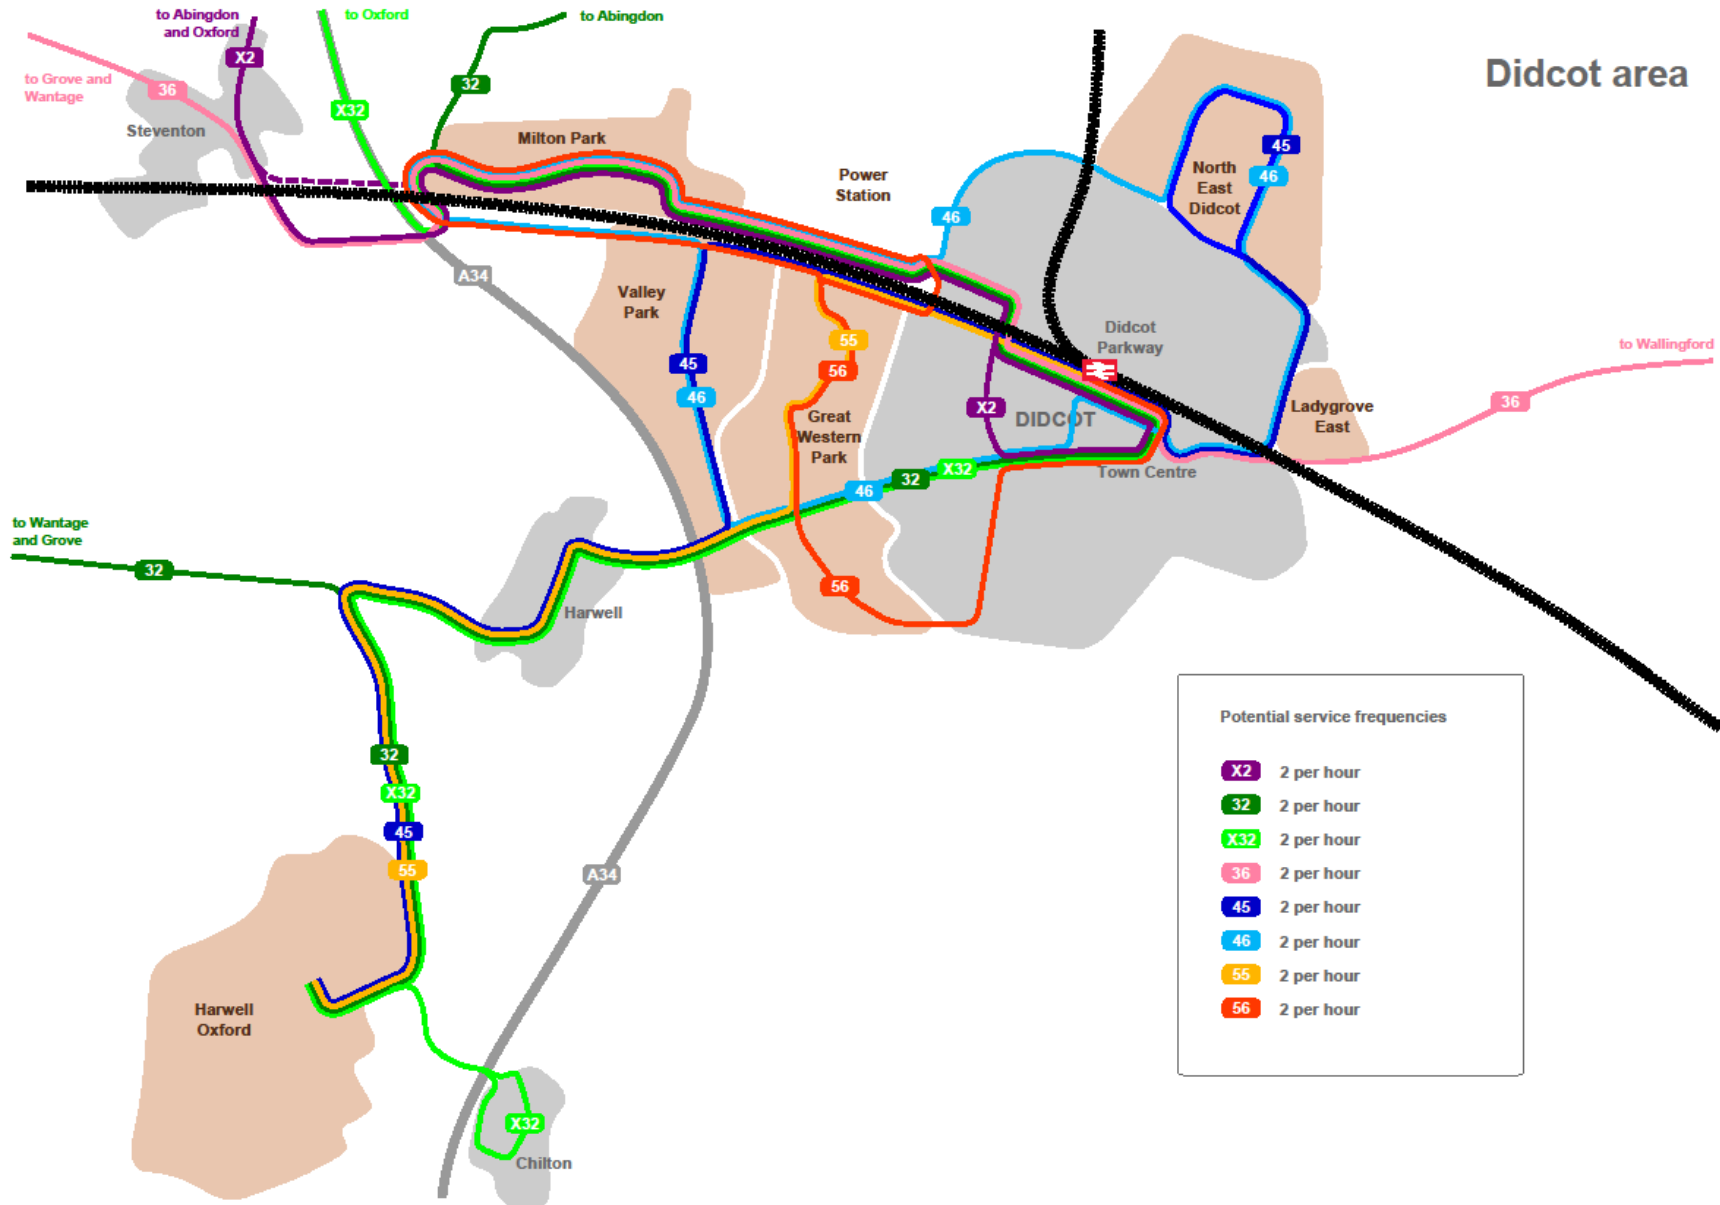 to Abingdon
and Oxford
to Oxford
to Abingdon
Didcot area
X2
32
to Grove and
Wantage
36
X32
Steventon
Milton Park
45
Power
Station
North
East
Didcot
46
46
A34
Valley
Park
Didcot
Parkway
55
to Wallingford
45
56
46
X2
DIDCOT
Ladygrove
East
36
Great
Western
Park
Town Centre
X32
32
46
to Wantage
and Grove
32
56
Harwell
Potential service frequencies
32
X2 2 per hour
X32
32 2 per hour
45
X32 2 per hour
55
A34
36 2 per hour
45 2 per hour
46 2 per hour
55 2 per hour
Harwell
Oxford
56 2 per hour
X32
Chilton